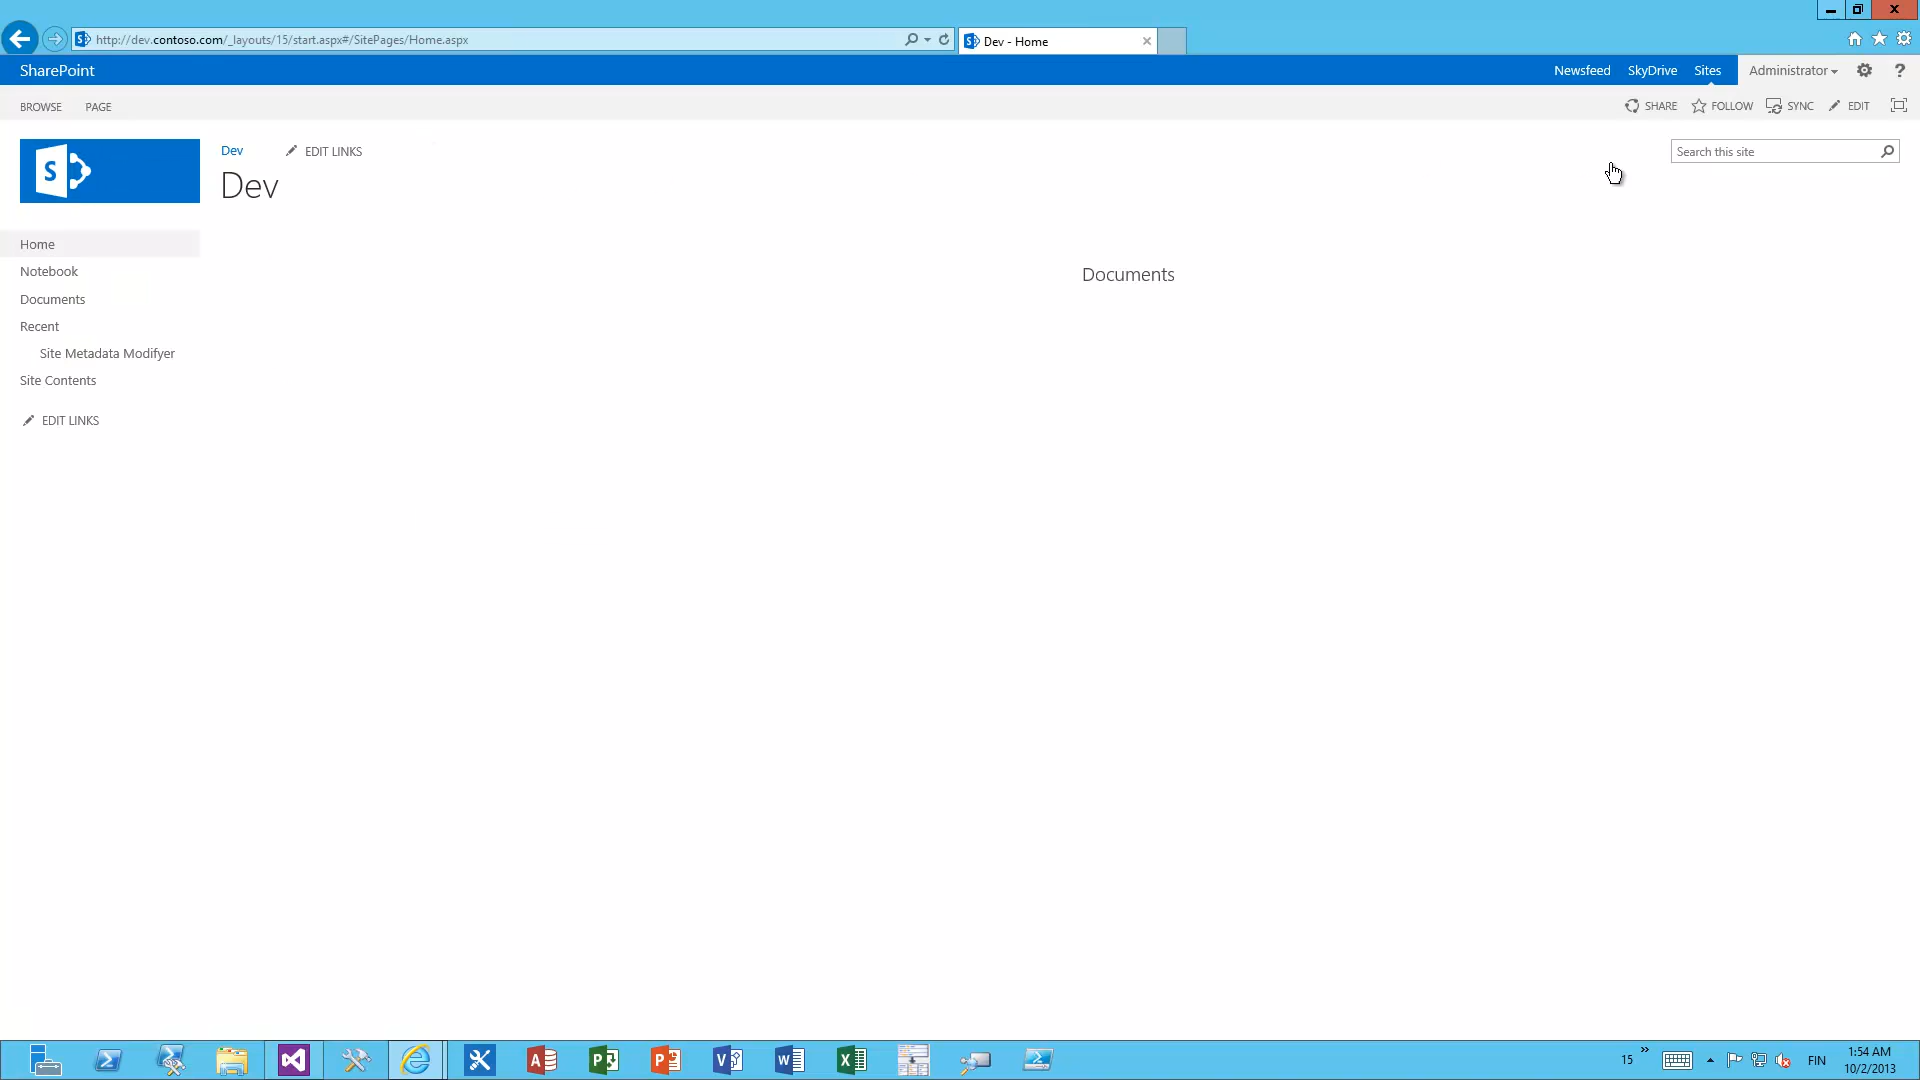 http://dev.contoso.com/_layouts/15/start.aspx#/SitePages/Home.aspx
Dev - Home
SharePoint
Newsfeed
SkyDrive
Sites
Administrator
?
BROWSE
PAGE
SHARE
FOLLOW
SYNC
EDIT
S
Dev
EDIT LINKS
Search this site
Dev
Home
Notebook
Documents
Recent
Site Metadata Modifyer
Site Contents
EDIT LINKS
Documents
15
FIN
1:54 AM
10/2/2013